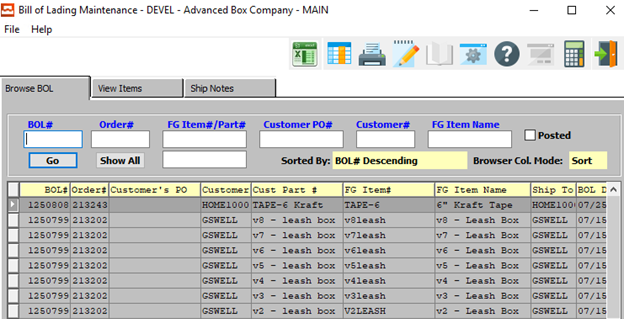 Bill of Lading Maintenance - DEVEL - Advanced Box Company - MAIN
File Help
Browse BOL View Items Ship Notes
BOL# Order# FG Item#/Part# Customer PO# Customer# FG Item Name
Posted
Go Show All Sorted By: BOL# Descending Browser Col. Mode: Sort
BOL# Order# Customer's PO Customer Cust Part # FG Item# FG Item Name Ship To BOL D
1250808 213243 HOME1000 TAPE-6 Kraft TAPE-6 6" Kraft Tape HOME100 07/25
1250799 213202 GSWELL v8 - leash box v8leash v8 - Leash Box GSWELL 07/15
1250799 213202 GSWELL v7 - leash box v7leash v7 - Leash Box GSWELL 07/15
1250799 213202 GSWELL v6 - leash box v6leash v6 - Leash Box GSWELL 07/15
1250799 213202 GSWELL v5 - leash box v5leash v5 - Leash Box GSWELL 07/15
1250799 213202 GSWELL v4 - leash box v4leash v4 - Leash Box GSWELL 07/15
1250799 213202 GSWELL v3 - leash box v3leash v3 - Leash Box GSWELL 07/15
1250799 213202 GSWELL v2 - leash box V2LEASH v2 - Leash Box GSWELL 07/15